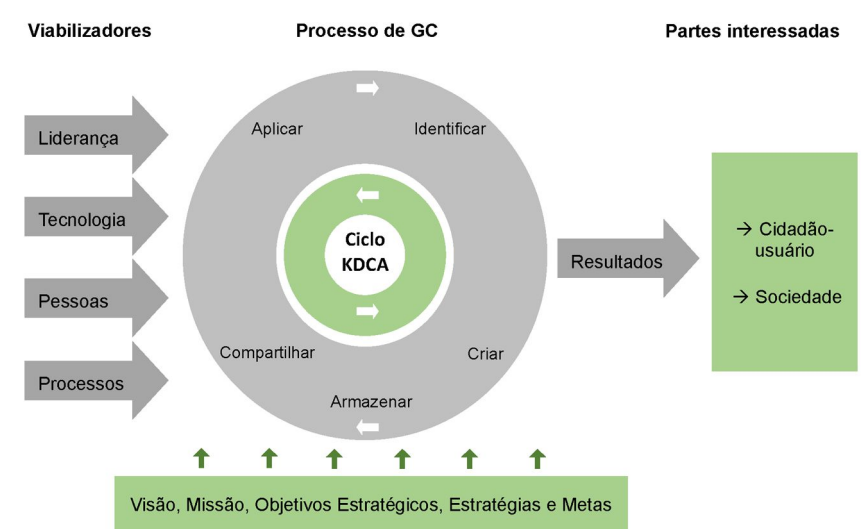 Viabilizadores
Processo de GC
Partes interessadas
Liderança
Tecnologia
Pessoas
Processos
Aplicar
Identificar
Ciclo
KDCA
Compartilhar
Criar
Armazenar
Resultados
→ Cidadão-
usuário
→ Sociedade
Visão, Missão, Objetivos Estratégicos, Estratégias e Metas